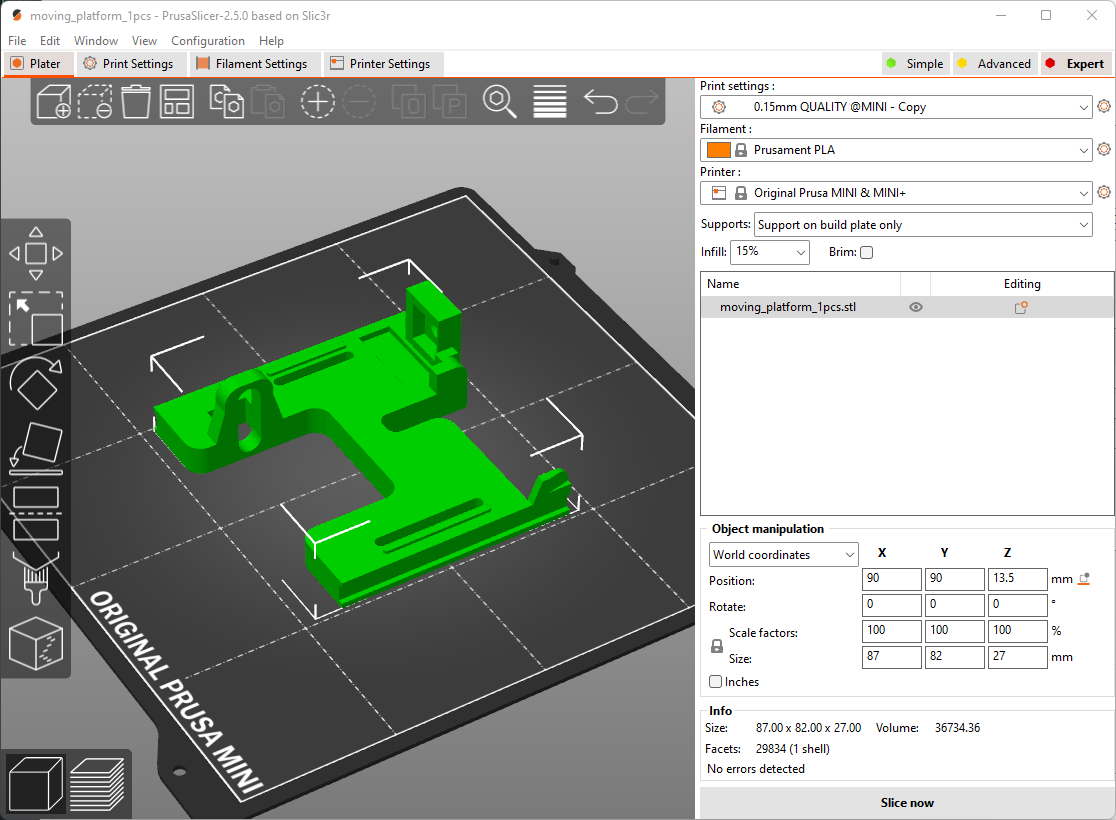 moving_platform_1pcs - PrusaSlicer-2.5.0 based on Slic3r
File Edit Window View Configuration Help
Plater Print Settings Filament Settings Printer Settings Simple Advanced Expert
Print settings :
0.15mm QUALITY @MINI - Copy
Filament :
Prusament PLA
Printer :
Original Prusa MINI & MINI+
Supports: Support on build plate only
Infill: 15% Brim:
Name Editing
moving_platform_1pcs.stl
Object manipulation
World coordinates X Y Z
Position: 90 90 13.5 mm
Rotate: 0 0 0 °
Scale factors: 100 100 100 %
Size: 87 82 27 mm
Inches
Info
Size: 87.00 x 82.00 x 27.00 Volume: 36734.36
Facets: 29834 (1 shell)
No errors detected
Slice now
O P
ORIGINAL PRUSA MINI